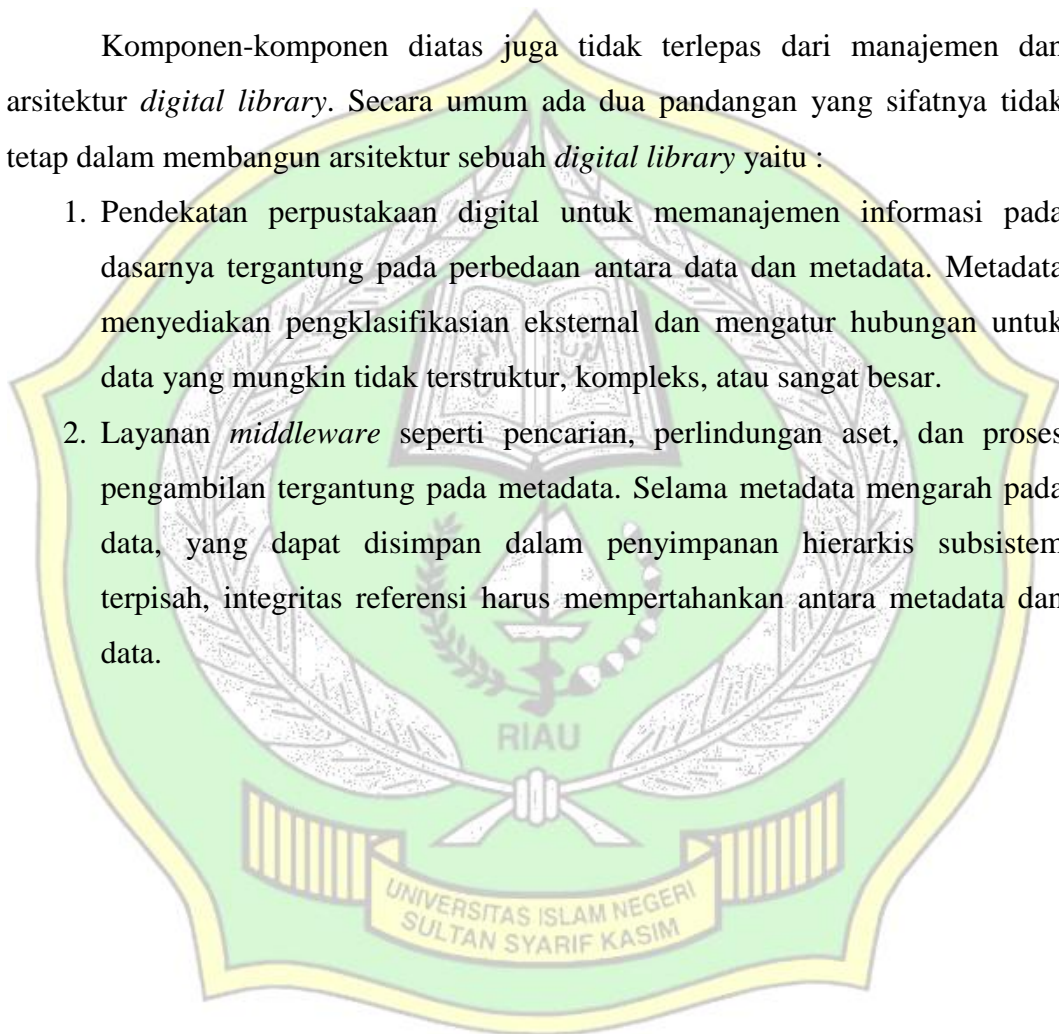 Komponen-komponen diatas juga tidak terlepas dari manajemen dan
arsitektur digital library. Secara umum ada dua pandangan yang sifatnya tidak
tetap dalam membangun arsitektur sebuah digital library yaitu :
1. Pendekatan perpustakaan digital untuk memanajemen informasi pada
dasarnya tergantung pada perbedaan antara data dan metadata. Metadata
menyediakan pengklasifikasian eksternal dan mengatur hubungan untuk
data yang mungkin tidak terstruktur, kompleks, atau sangat besar.
2. Layanan middleware seperti pencarian, perlindungan aset, dan proses
pengambilan tergantung pada metadata. Selama metadata mengarah pada
data, yang dapat disimpan dalam penyimpanan hierarkis subsistem
terpisah, integritas referensi harus mempertahankan antara metadata dan
data.
RIAU
UNIVERSITAS ISLAM NEGERI
SULTAN SYARIF KASIM